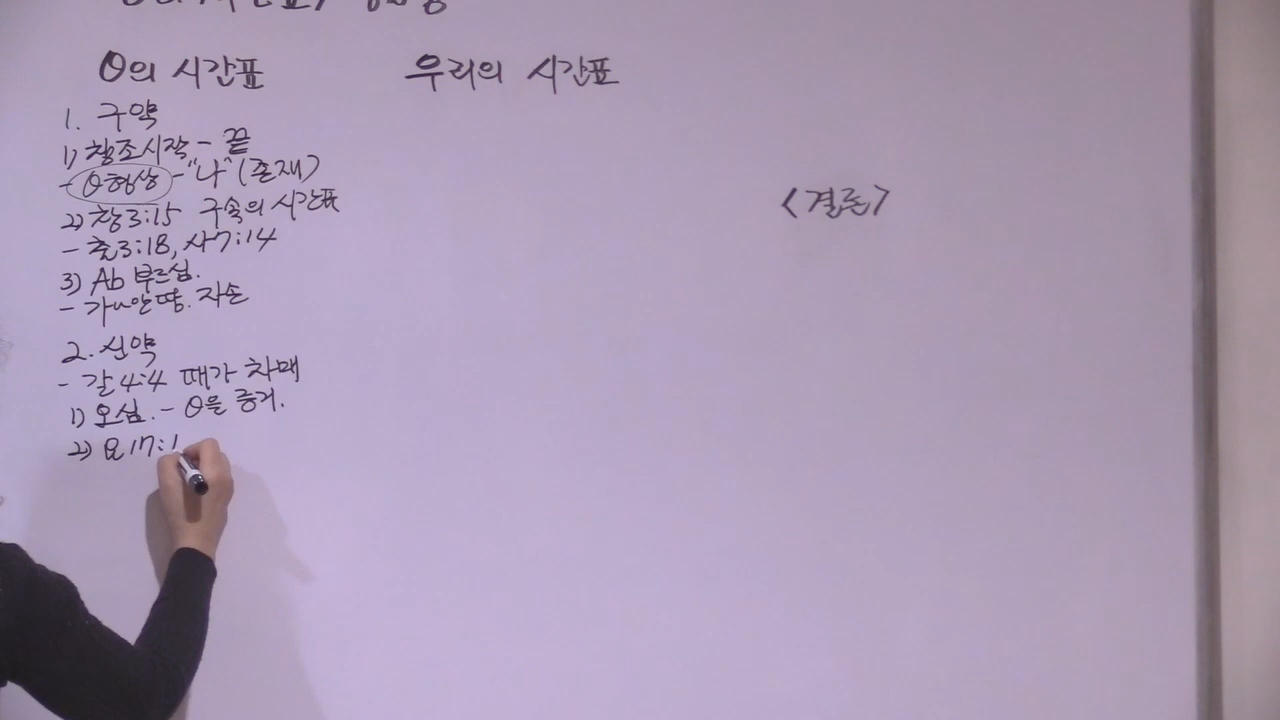 θ의 시간표
우리의 시간표
1. 구약
1) 창조시작 - 끝
- θ형상 - "나" (존재)
2) 창3:15 구속의 시간표
- 출3:18, 사7:14
3) Ab 부르심.
- 가나안땅. 자손
2. 신약
- 갈4:4 때가 차매
1) 오심. - θ을 증거.
2) 요17:1
<결론>